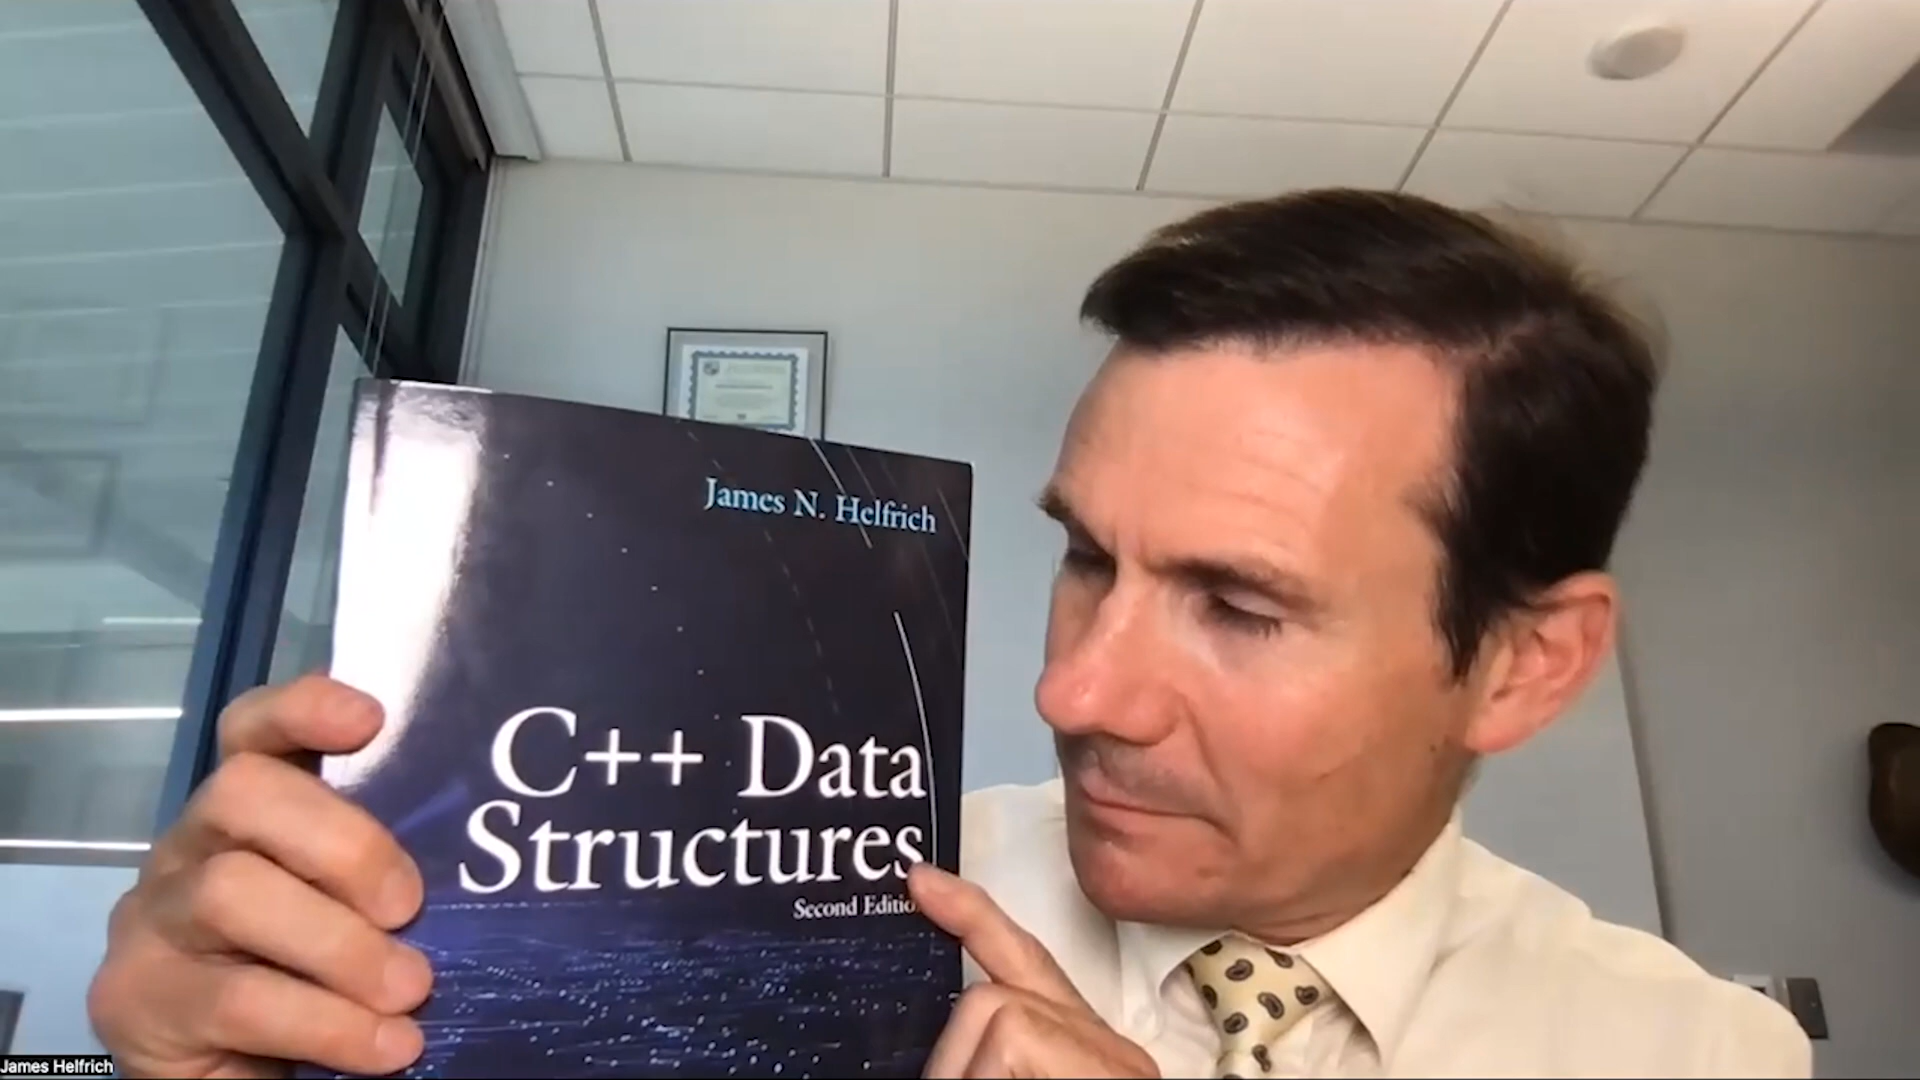 James N. Helfrich
C++ Data
Structures
Second Editio
James Helfrich